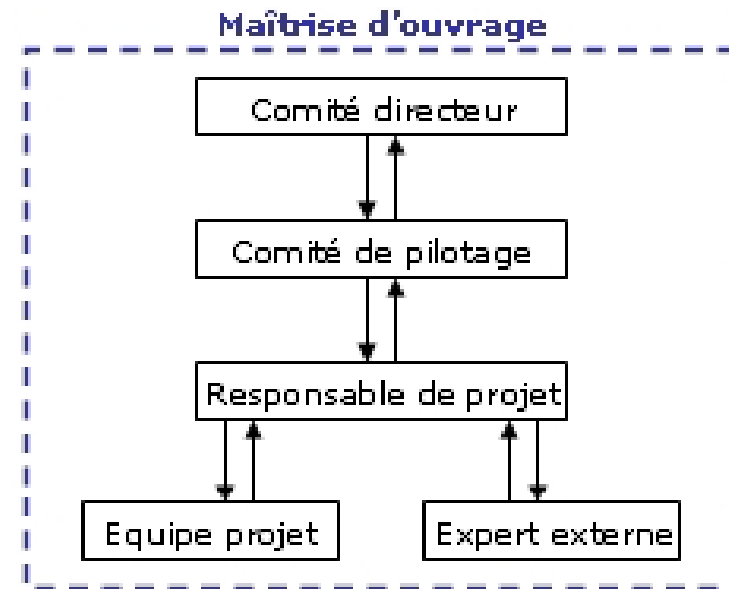 Maîtrise d'ouvrage
Comité directeur
Comité de pilotage
Responsable de projet
Equipe projet
Expert externe